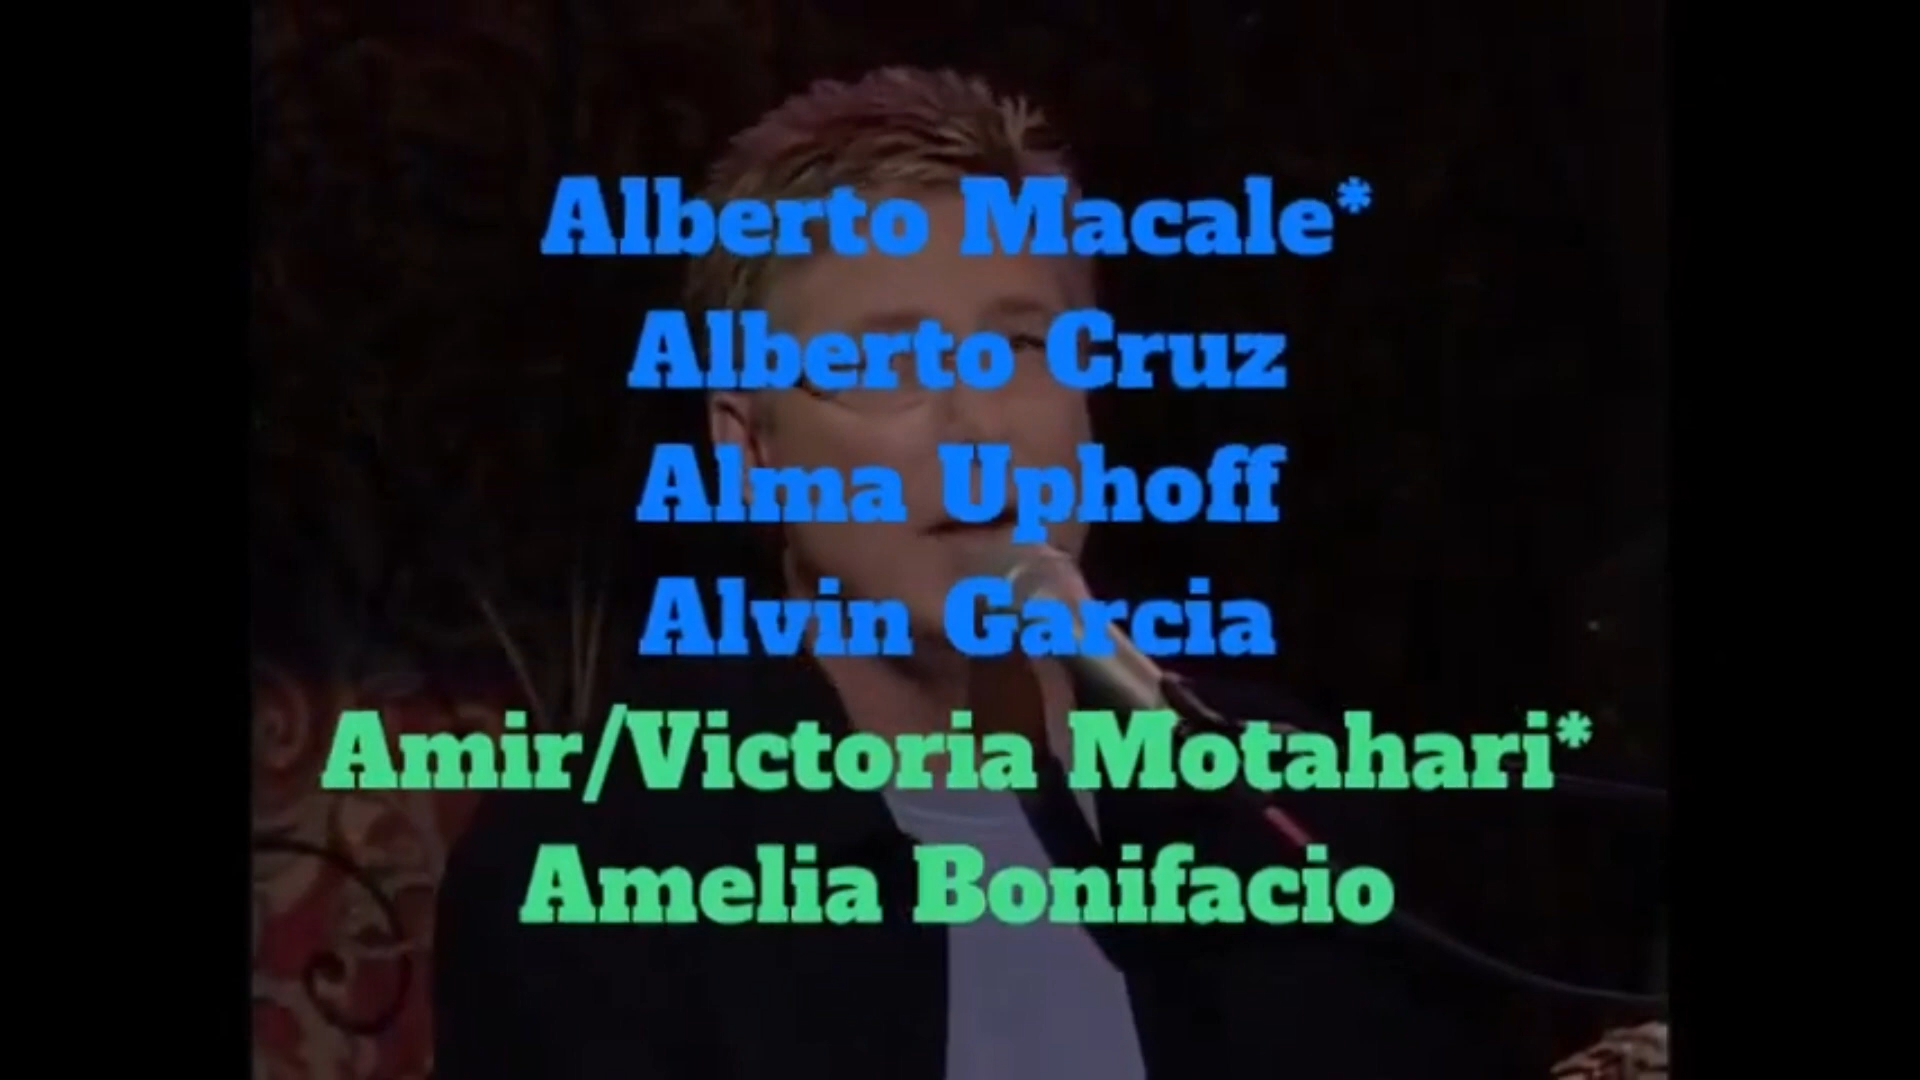 Alberto Macale*
Alberto Cruz
Alma Uphoff
Alvin Garcia
Amir/Victoria Motahari*
Amelia Bonifacio